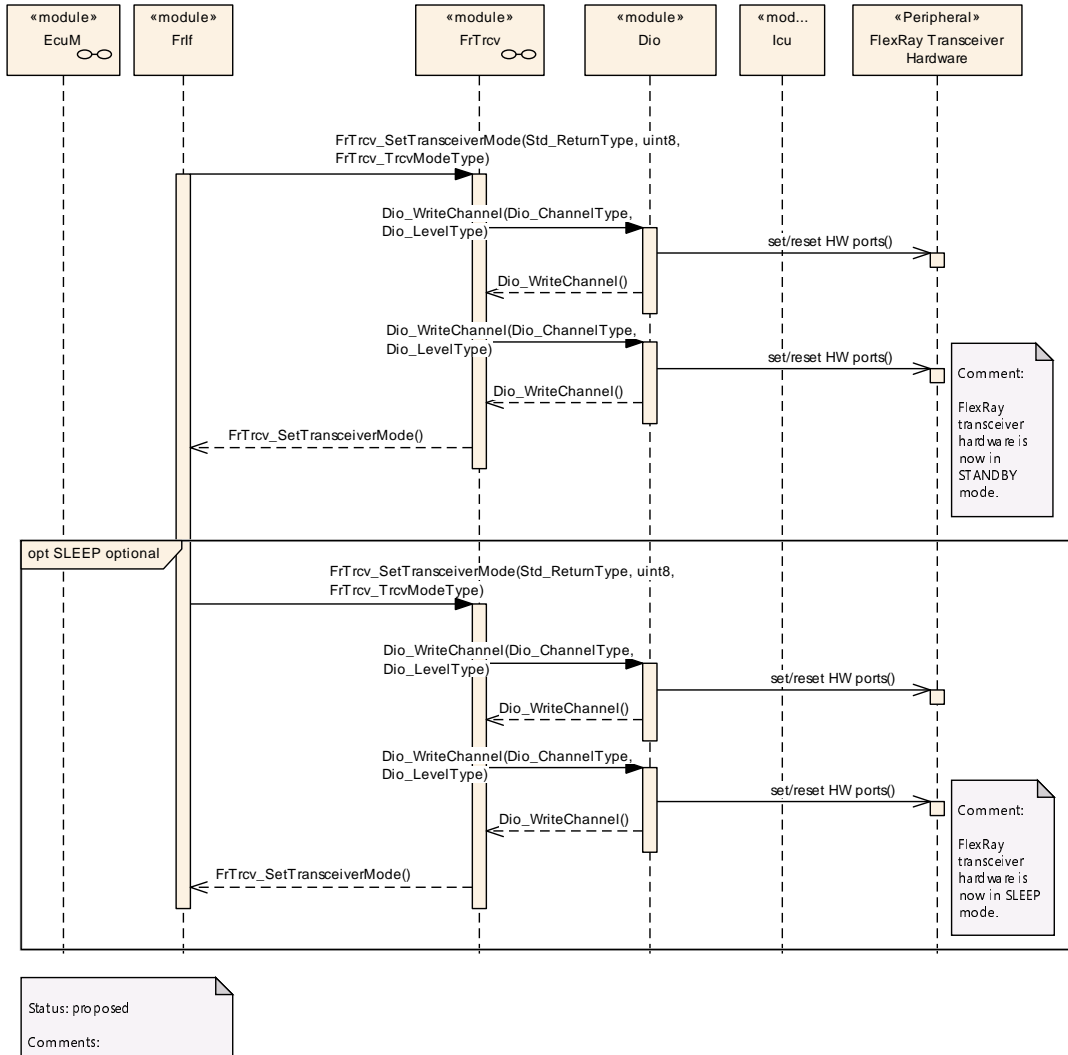 «module»
EcuM
«module»
FrIf
«module»
FrTrcv
«module»
Dio
«mod...
Icu
«Peripheral»
FlexRay Transceiver
Hardware
FrTrcv_SetTransceiverMode(Std_ReturnType, uint8,
FrTrcv_TrcvModeType)
Dio_WriteChannel(Dio_ChannelType,
Dio_LevelType)
set/reset HW ports()
Dio_WriteChannel()
Dio_WriteChannel(Dio_ChannelType,
Dio_LevelType)
set/reset HW ports()
Dio_WriteChannel()
FrTrcv_SetTransceiverMode()
Comment:
FlexRay
transceiver
hardware is
now in
STANDBY
mode.
opt SLEEP optional
FrTrcv_SetTransceiverMode(Std_ReturnType, uint8,
FrTrcv_TrcvModeType)
Dio_WriteChannel(Dio_ChannelType,
Dio_LevelType)
set/reset HW ports()
Dio_WriteChannel()
Dio_WriteChannel(Dio_ChannelType,
Dio_LevelType)
set/reset HW ports()
Dio_WriteChannel()
FrTrcv_SetTransceiverMode()
Comment:
FlexRay
transceiver
hardware is
now in SLEEP
mode.
Status: proposed
Comments: